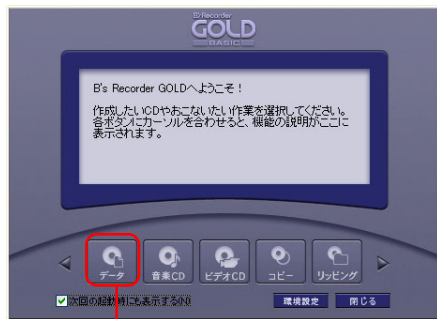 B's Recorder
GOLD
BASIC
B's Recorder GOLDへようこそ！
作成したいCDやおこないたい作業を選択してください。
各ボタンにカーソルを合わせると、機能の説明がここに
表示されます。
データ
音楽CD
ビデオCD
コピー
リッピング
次回の起動時にも表示する(N)
環境設定
閉じる